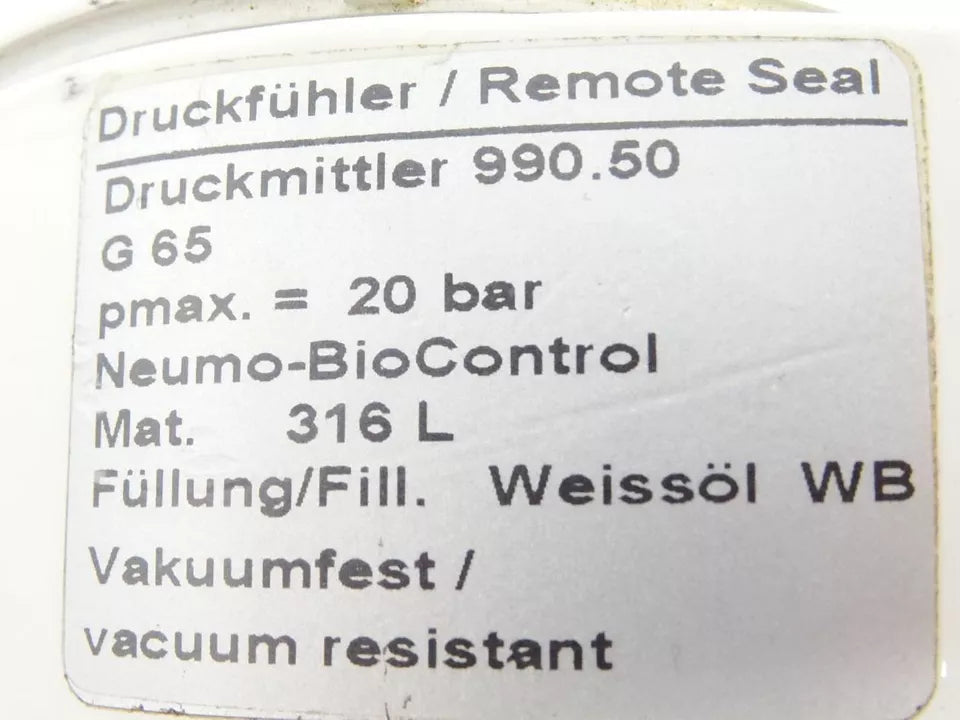 Druckfühler / Remote Seal
Druckmittler 990.50
G 65
pmax. = 20 bar
Neumo-BioControl
Mat. 316 L
Füllung/Fill. Weissöl WB
Vakuumfest /
vacuum resistant